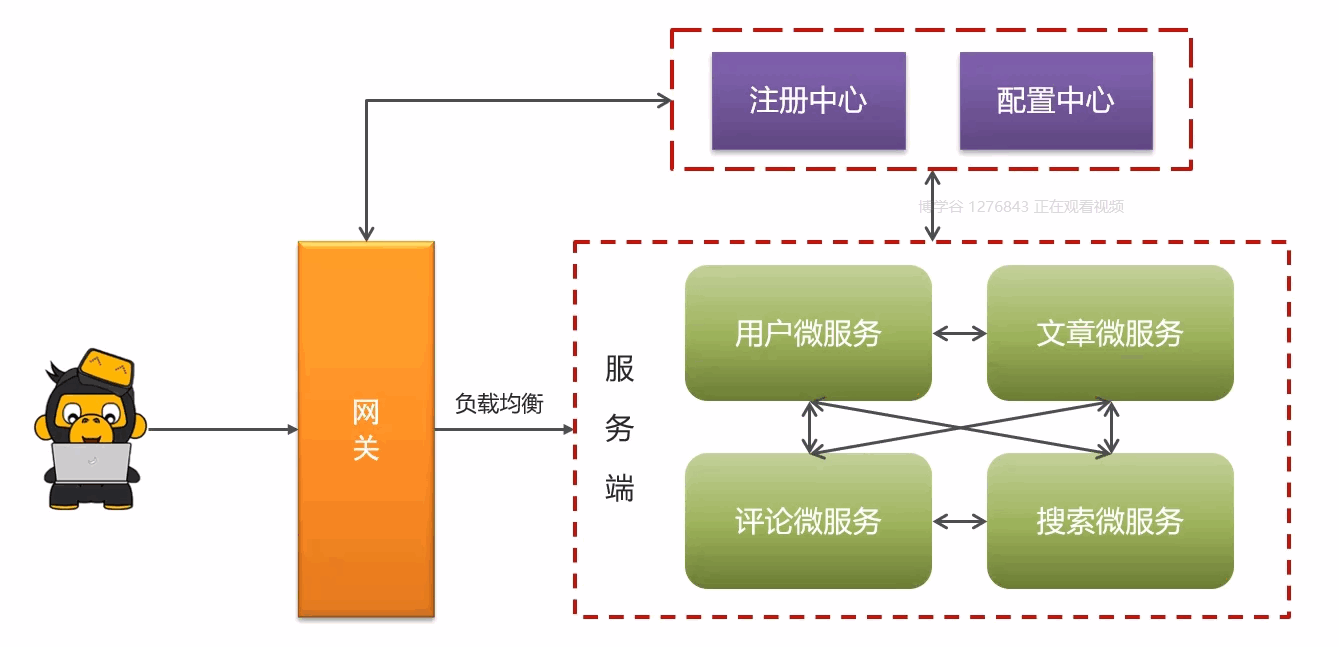 注册中心
配置中心
博学谷 1276843 正在观看视频
网
关
负载均衡
服
务
端
用户微服务
文章微服务
评论微服务
搜索微服务